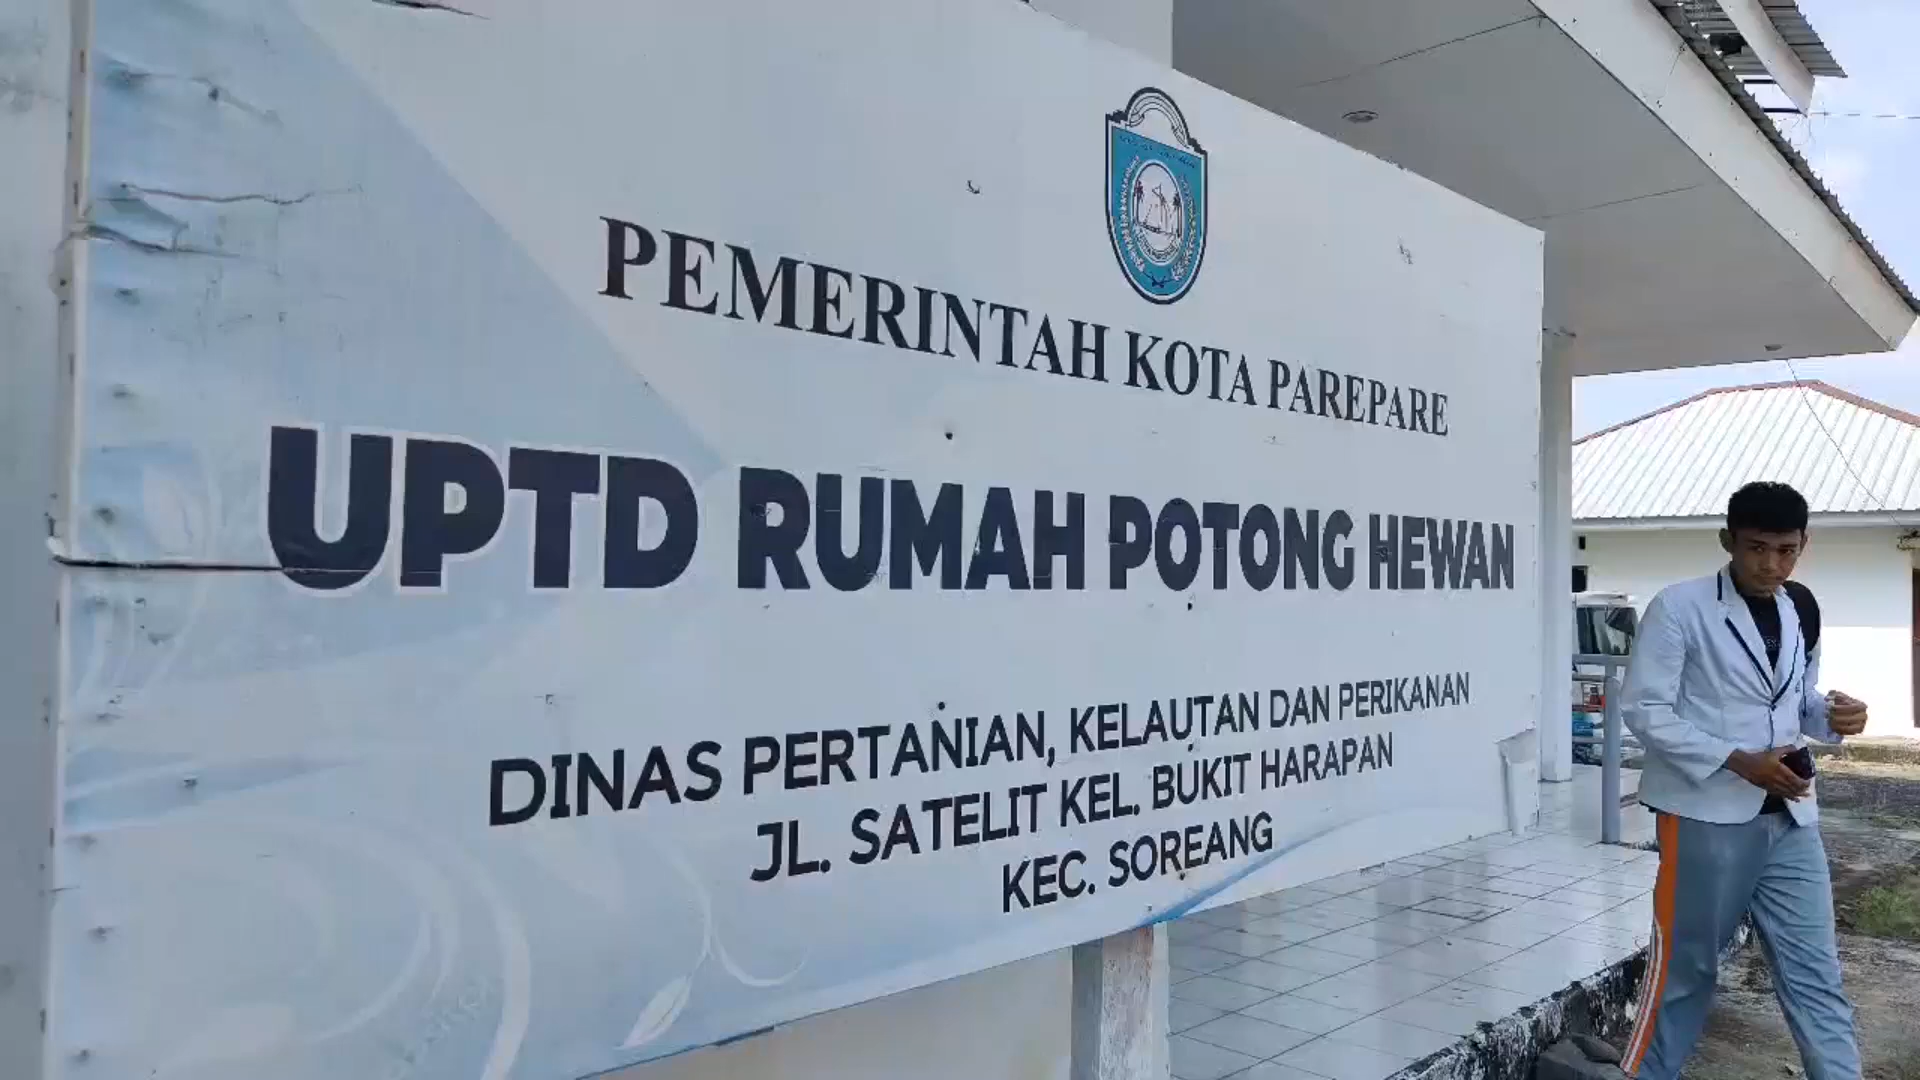 PEMERINTAH KOTA PAREPARE
UPTD RUMAH POTONG HEWAN
DINAS PERTANIAN, KELAUTAN DAN PERIKANAN
JL. SATELIT KEL. BUKIT HARAPAN
KEC. SOREANG